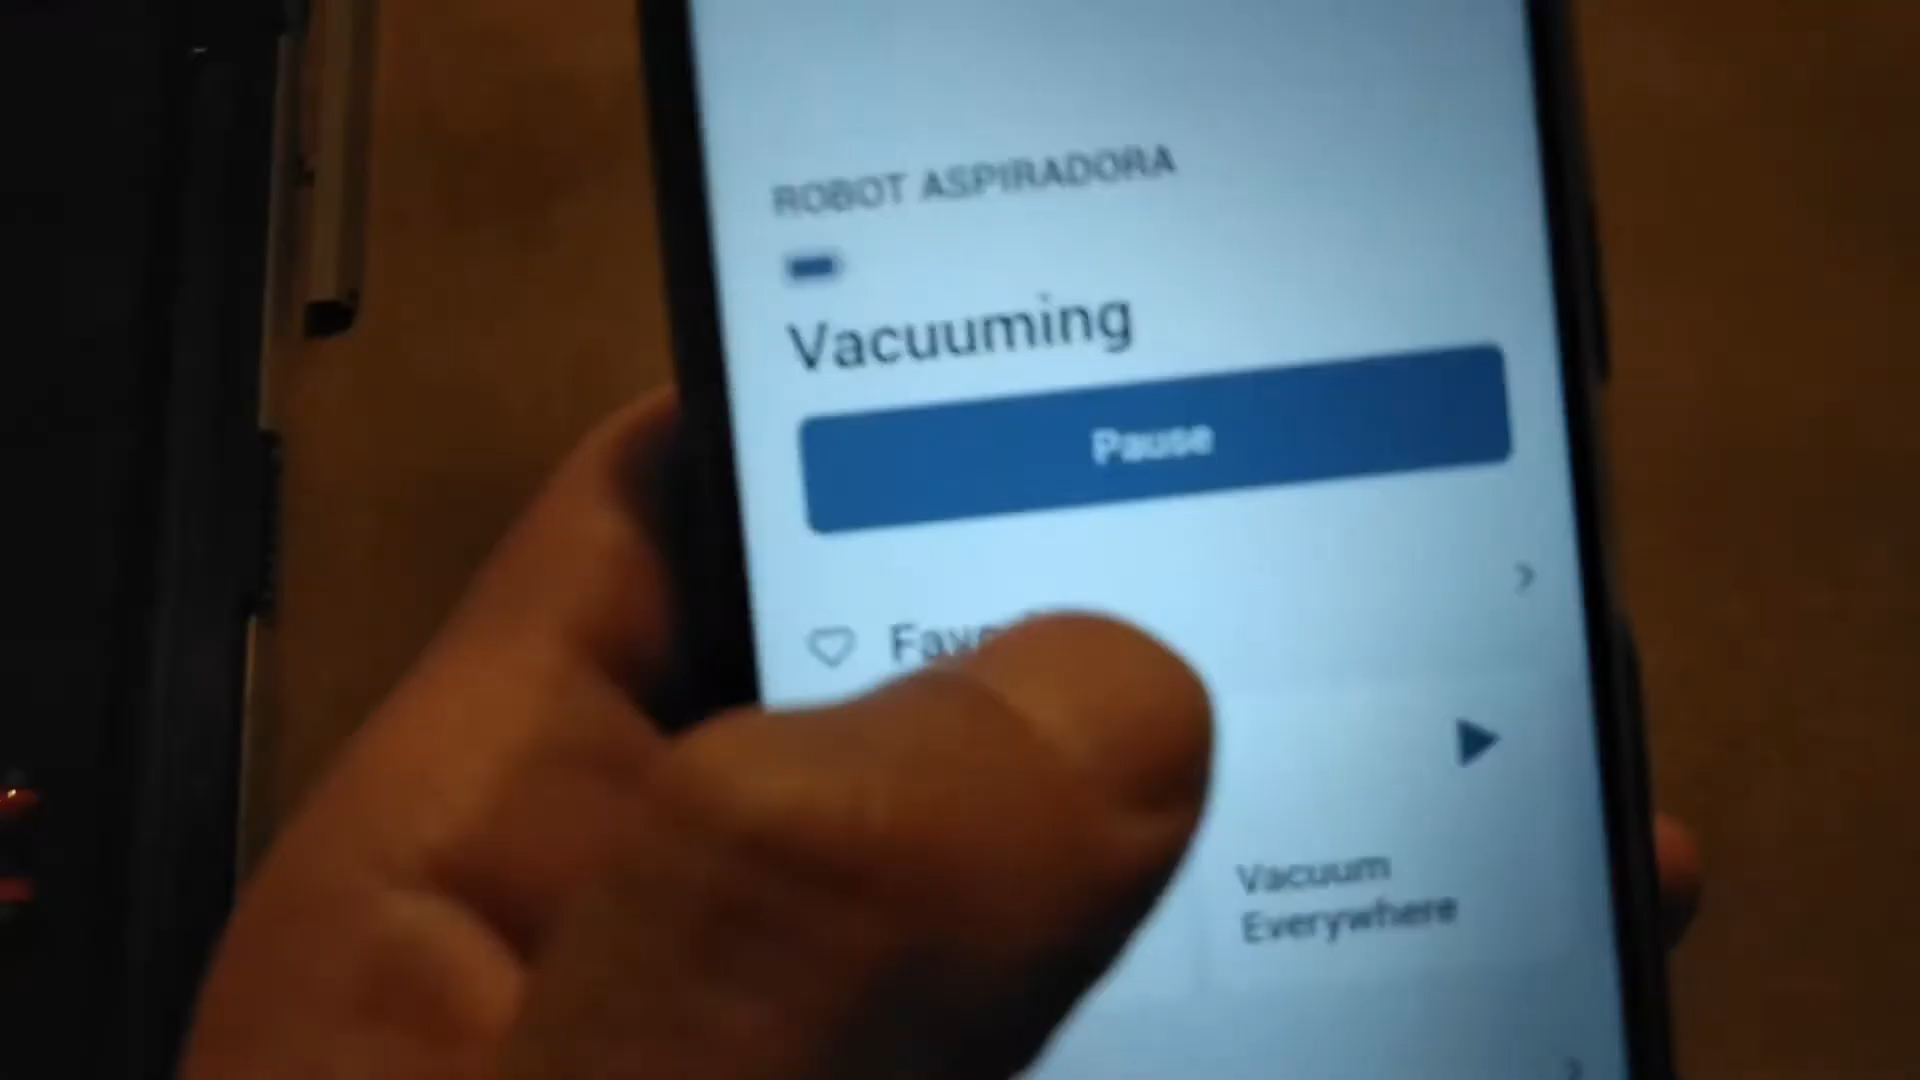 ROBOT ASPIRADORA
Vacuuming
Pause
Vacuum
Everywhere